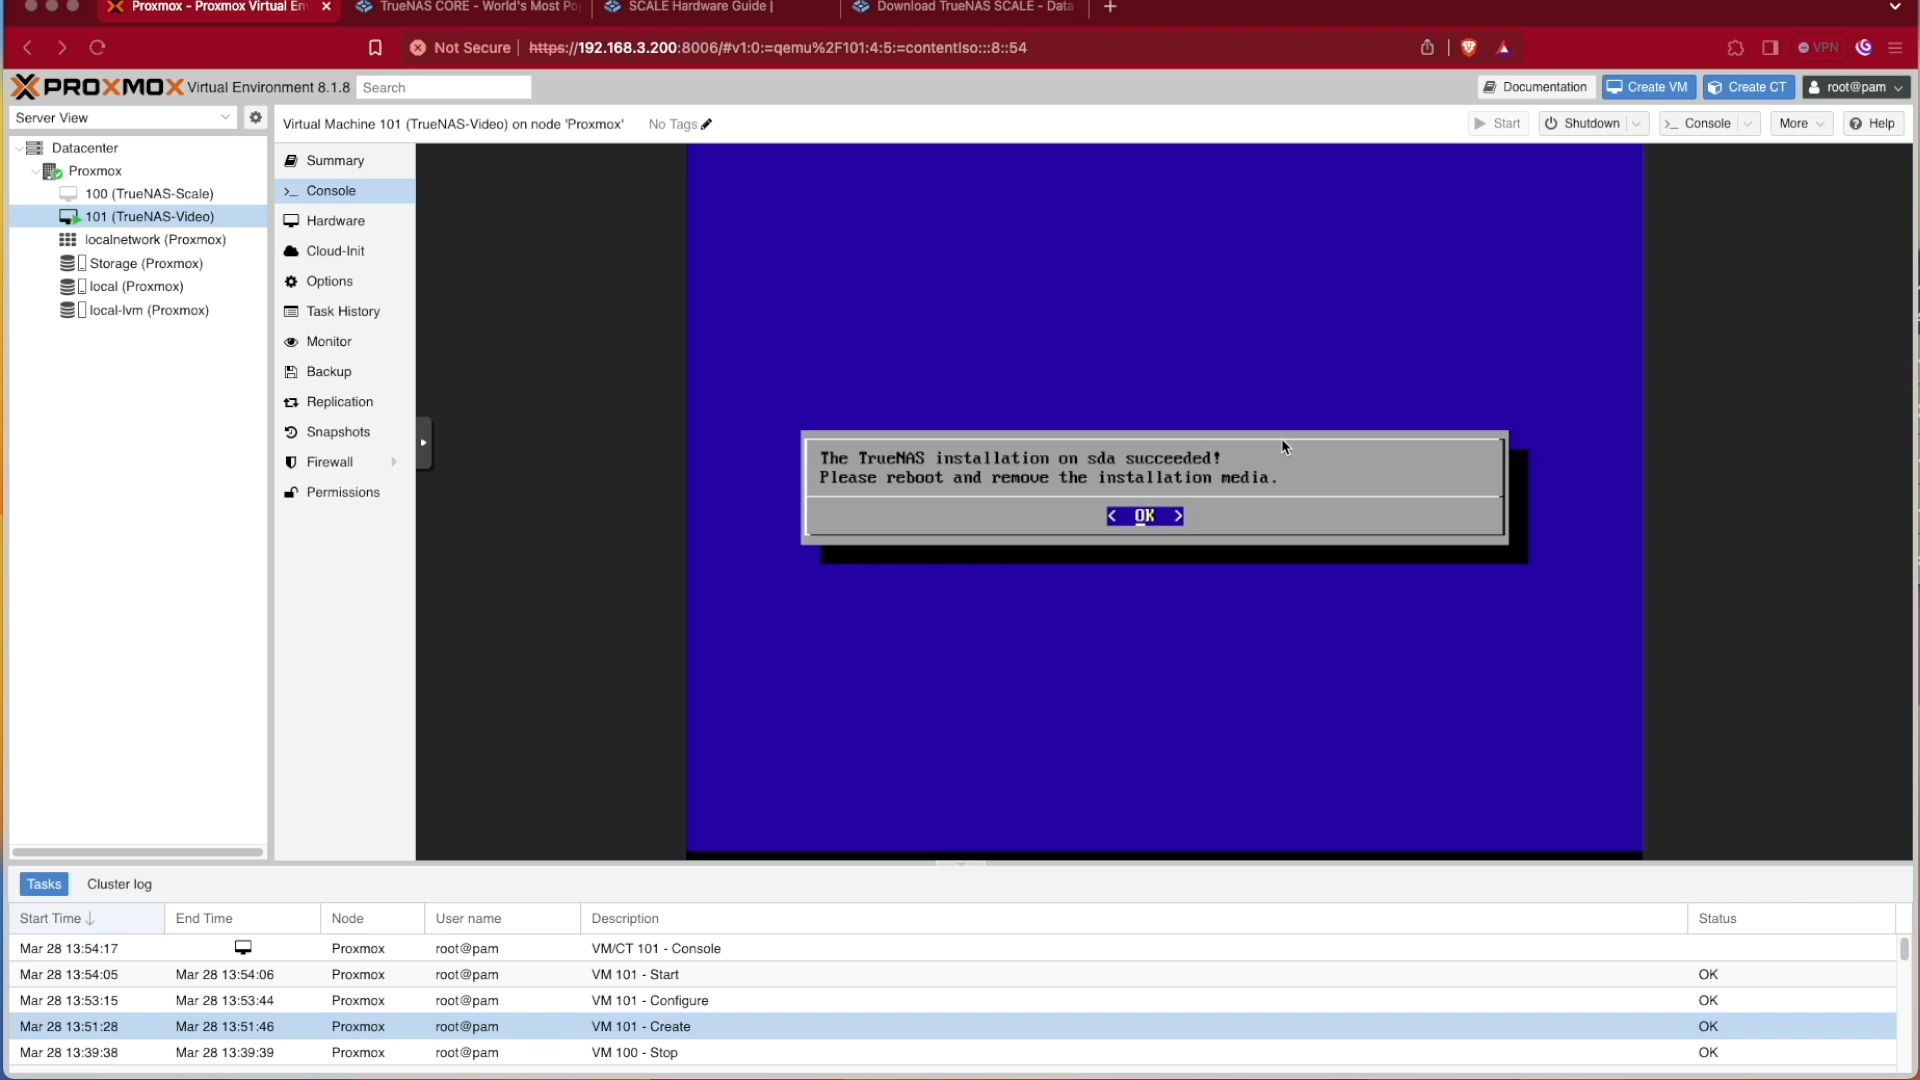 Proxmox - Proxmox Virtual En
TrueNAS CORE - World's Most Po
SCALE Hardware Guide |
Download TrueNAS SCALE - Data
Not Secure
https://192.168.3.200:8006/#v1:0:=qemu%2F101:4:5:=contentIso:::8::54
VPN
PROXMOX Virtual Environment 8.1.8
Search
Documentation
Create VM
Create CT
root@pam
Server View
Virtual Machine 101 (TrueNAS-Video) on node 'Proxmox'
No Tags
Start
Shutdown
>_ Console
More
Help
Datacenter
Proxmox
100 (TrueNAS-Scale)
101 (TrueNAS-Video)
localnetwork (Proxmox)
Storage (Proxmox)
local (Proxmox)
local-lvm (Proxmox)
Summary
>_ Console
Hardware
Cloud-Init
Options
Task History
Monitor
Backup
Replication
Snapshots
Firewall
Permissions
The TrueNAS installation on sda succeeded!
Please reboot and remove the installation media.
< OK >
Tasks
Cluster log
Start Time
End Time
Node
User name
Description
Status
Mar 28 13:54:17 Proxmox root@pam VM/CT 101 - Console
Mar 28 13:54:05 Mar 28 13:54:06 Proxmox root@pam VM 101 - Start OK
Mar 28 13:53:15 Mar 28 13:53:44 Proxmox root@pam VM 101 - Configure OK
Mar 28 13:51:28 Mar 28 13:51:46 Proxmox root@pam VM 101 - Create OK
Mar 28 13:39:38 Mar 28 13:39:39 Proxmox root@pam VM 100 - Stop OK